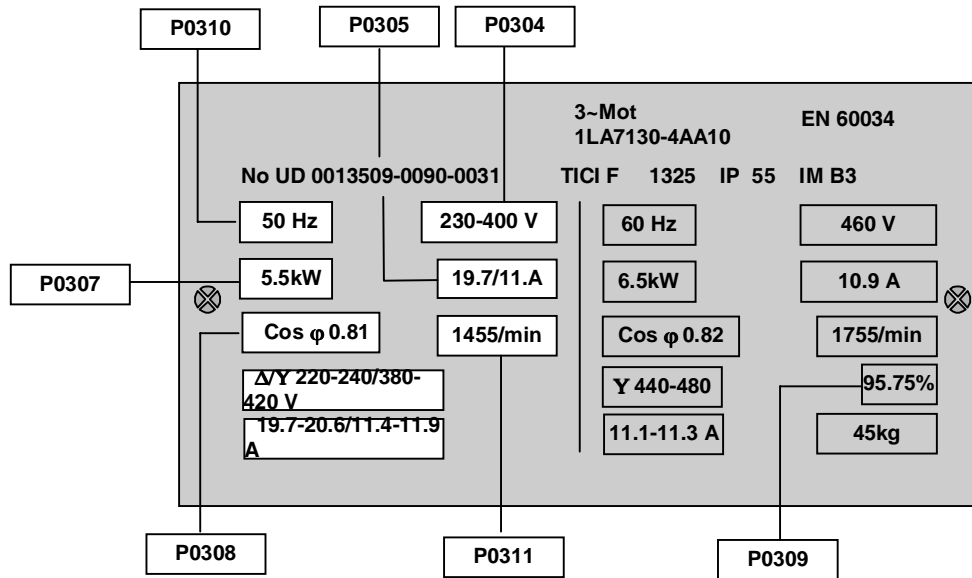 P0310
P0305
P0304
3~Mot
EN 60034
1LA7130-4AA10
No UD 0013509-0090-0031
TICI F 1325 IP 55 IM B3
50 Hz
230-400 V
60 Hz
460 V
P0307
5.5kW
19.7/11.A
6.5kW
10.9 A
Cos φ 0.81
1455/min
Cos φ 0.82
1755/min
Δ/Y 220-240/380-
420 V
Y 440-480
95.75%
19.7-20.6/11.4-11.9
A
11.1-11.3 A
45kg
P0308
P0311
P0309